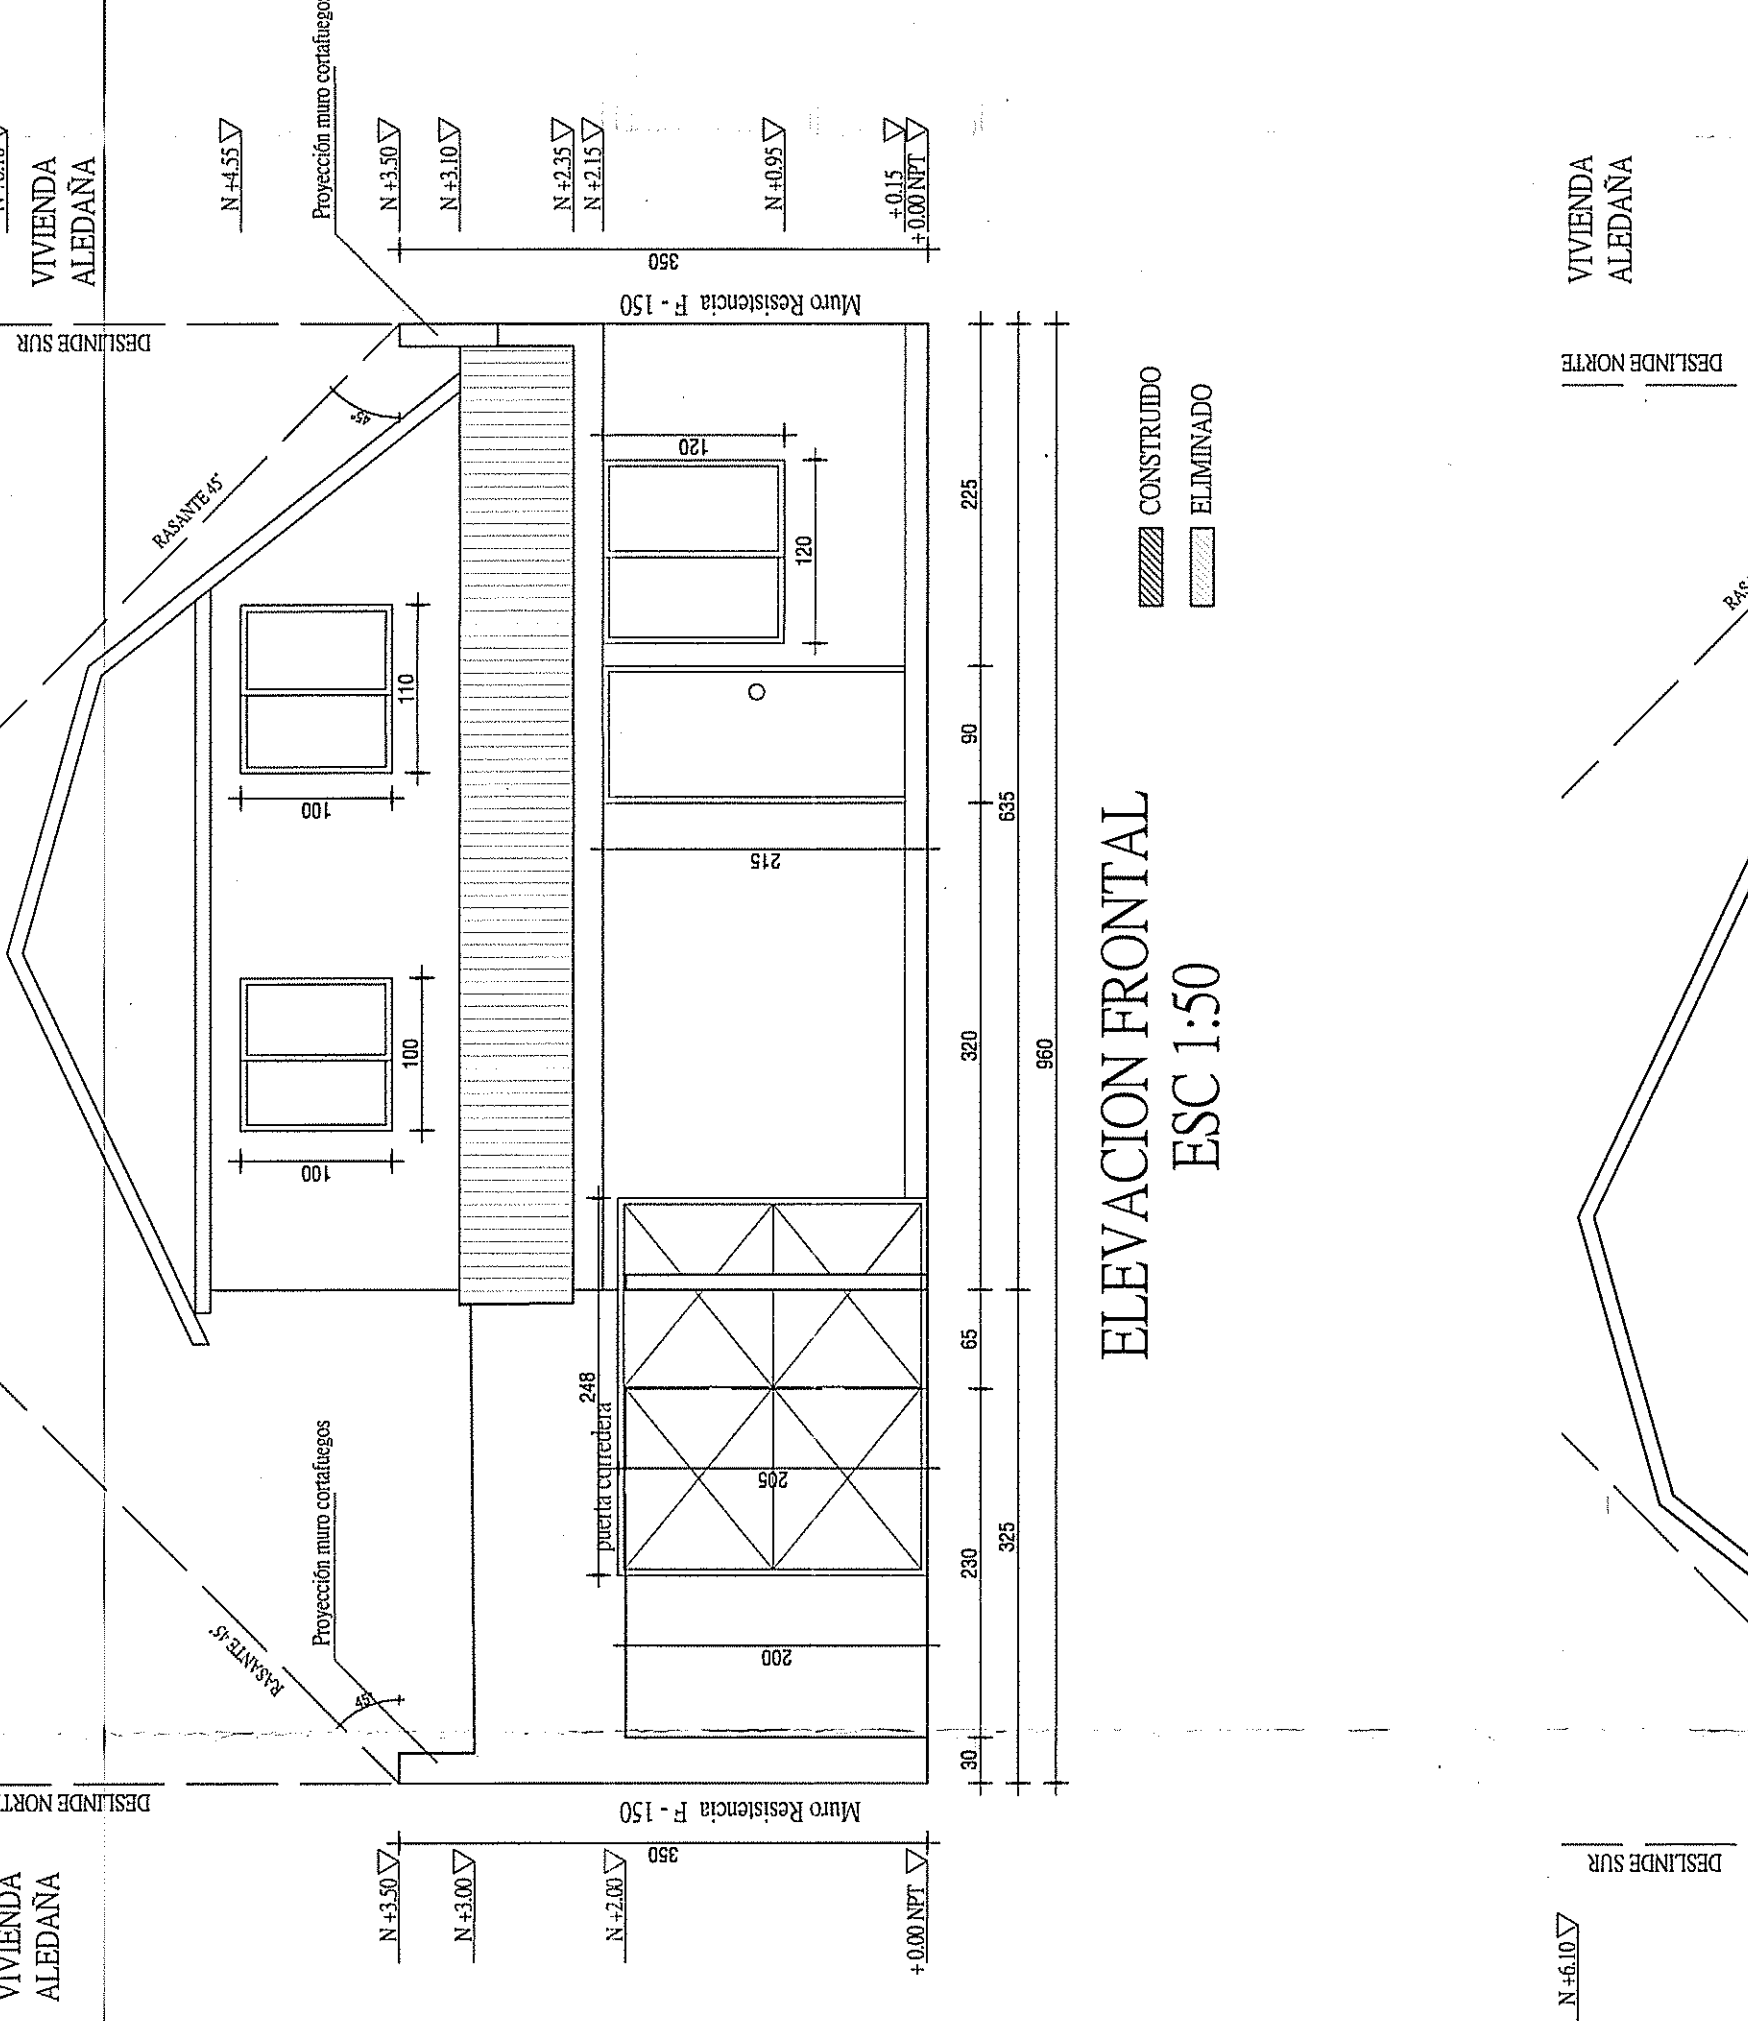 VIVIENDA
ALEDAÑA
DESLINDE SUR
N +4.55
N +3.50
N +3.10
N +2.35
N +2.15
N +0.95
+ 0.15
+ 0.00 NPT
Proyección muro cortafuegos
350
Muro Resistencia F - 150
RASANTE 45°
45°
110
100
100
100
120
120
215
248
puerta corredera
205
200
RASANTE 45°
45°
Proyección muro cortafuegos
VIVIENDA
ALEDAÑA
DESLINDE NORTE
Muro Resistencia F - 150
350
N +3.50
N +3.00
N +2.00
+ 0.00 NPT
30
230
65
320
90
225
325
635
960
ELEVACION FRONTAL
ESC 1:50
CONSTRUIDO
ELIMINADO
VIVIENDA
ALEDAÑA
DESLINDE NORTE
DESLINDE SUR
N +6.10